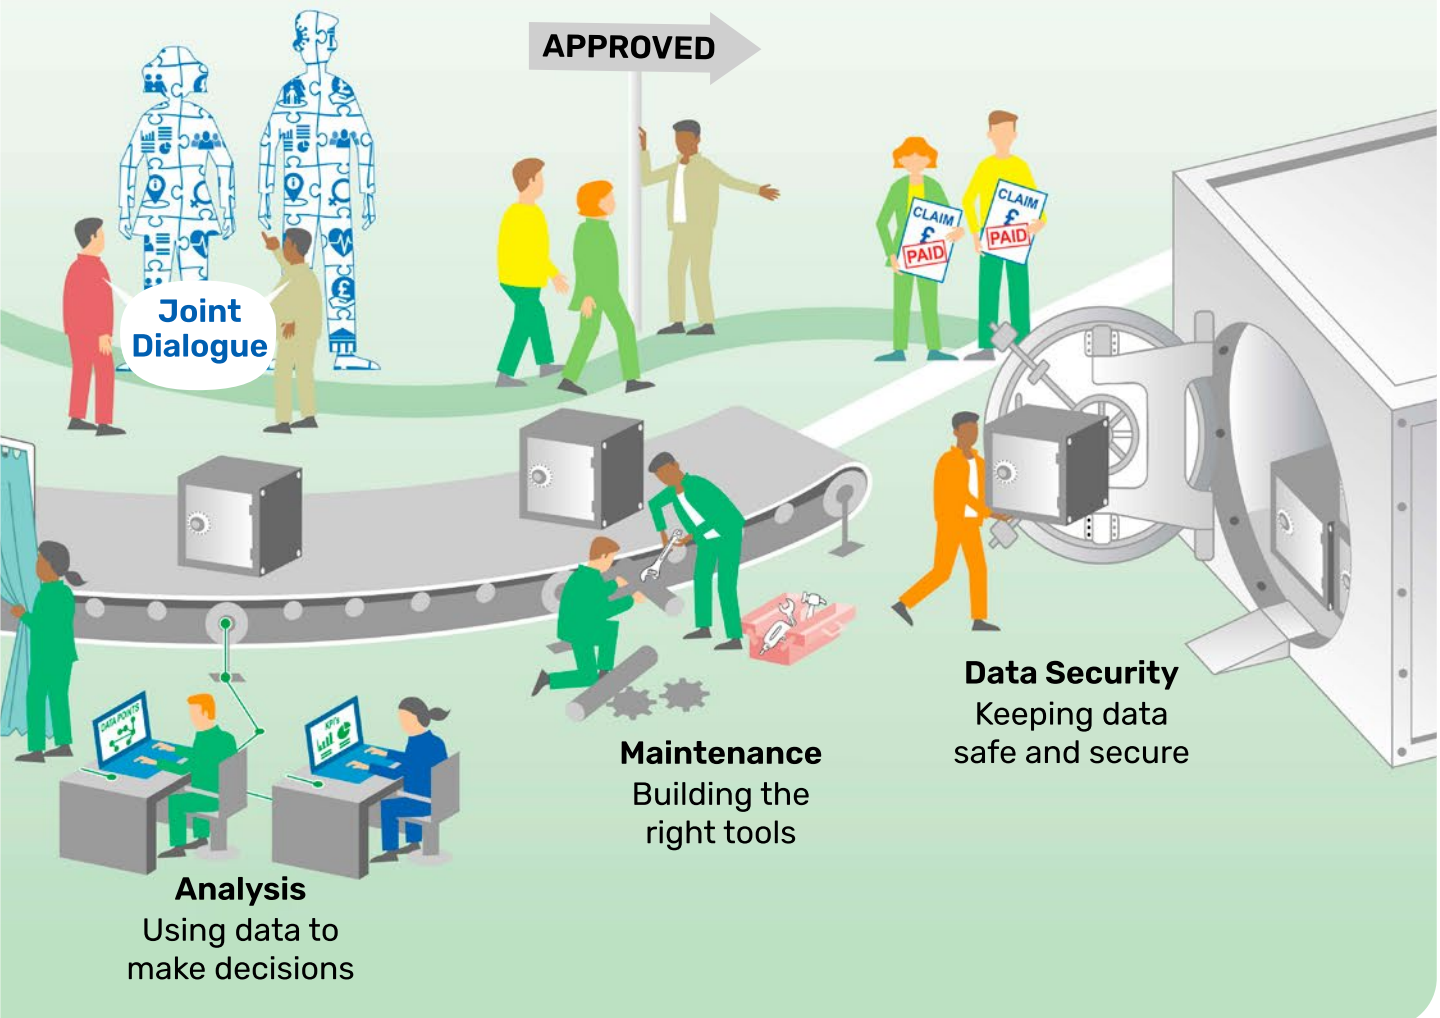 APPROVED
CLAIM
£
PAID
CLAIM
£
PAID
Joint
Dialogue
£
DATA POINTS
KPI's
Data Security
Keeping data
safe and secure
Maintenance
Building the
right tools
Analysis
Using data to
make decisions